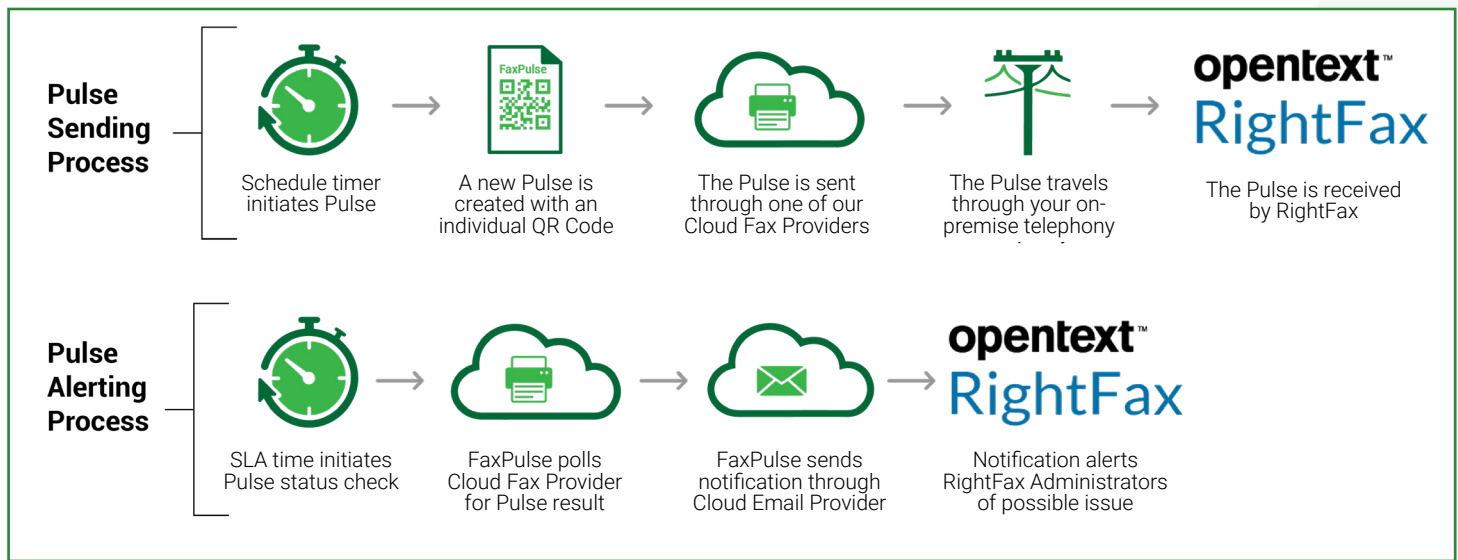 Pulse
Sending
Process
FaxPulse
opentext™
RightFax
Schedule timer
initiates Pulse
A new Pulse is
created with an
individual QR Code
The Pulse is sent
through one of our
Cloud Fax Providers
The Pulse travels
through your on-
premise telephony
The Pulse is received
by RightFax
Pulse
Alerting
Process
opentext™
RightFax
SLA time initiates
Pulse status check
FaxPulse polls
Cloud Fax Provider
for Pulse result
FaxPulse sends
notification through
Cloud Email Provider
Notification alerts
RightFax Administrators
of possible issue